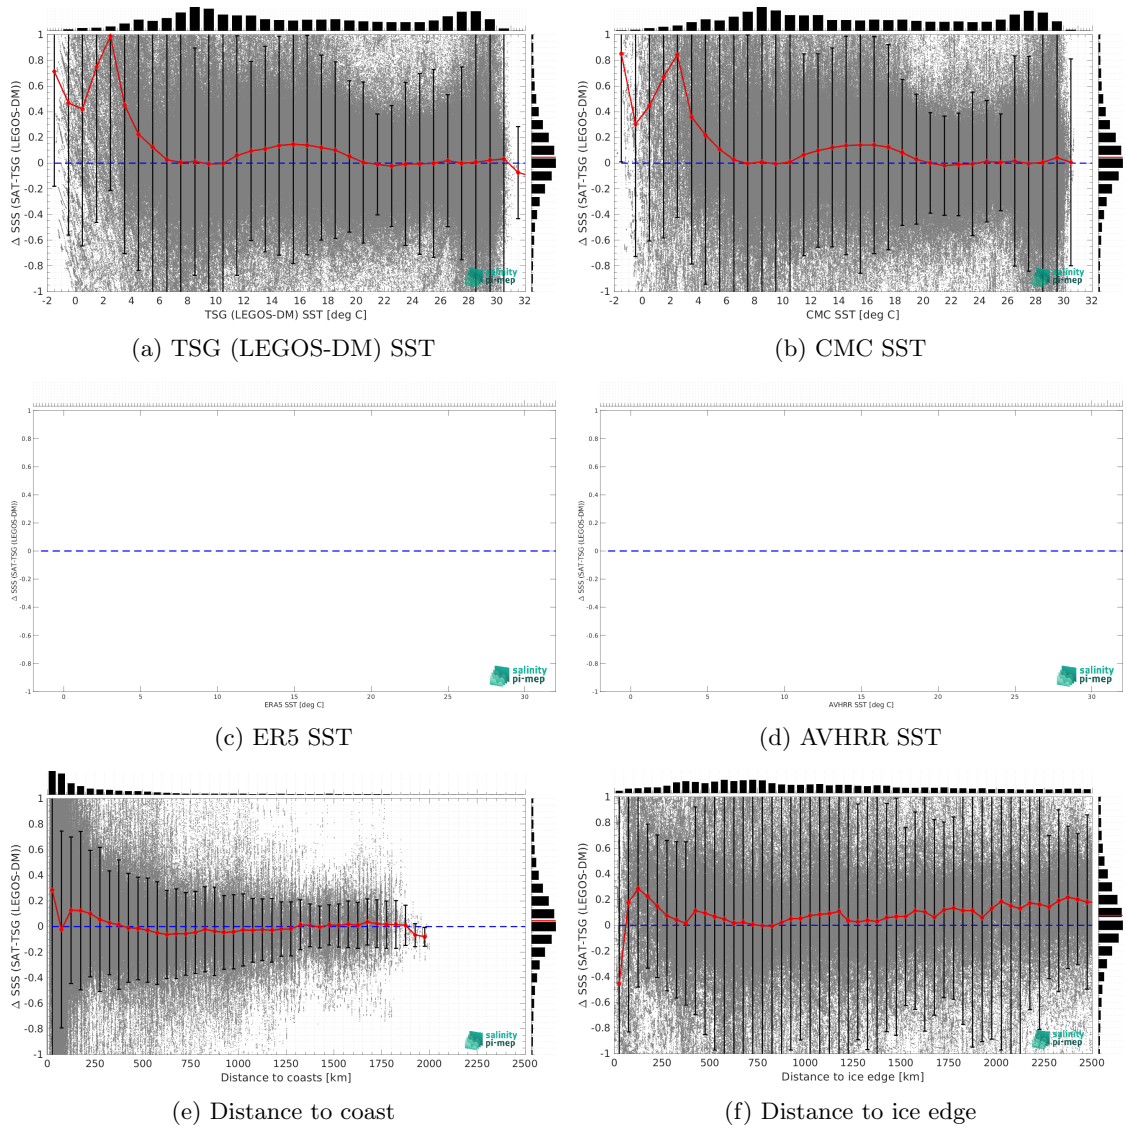 1
0.8
0.6
0.4
0.2
0
-0.2
-0.4
-0.6
-0.8
-1
Δ SSS (SAT-TSG (LEGOS-DM))
salinity
pi-mep
-2 0 2 4 6 8 10 12 14 16 18 20 22 24 26 28 30 32
TSG (LEGOS-DM) SST [deg C]
(a) TSG (LEGOS-DM) SST
1
0.8
0.6
0.4
0.2
0
-0.2
-0.4
-0.6
-0.8
-1
Δ SSS (SAT-TSG (LEGOS-DM))
salinity
pi-mep
-2 0 2 4 6 8 10 12 14 16 18 20 22 24 26 28 30 32
CMC SST [deg C]
(b) CMC SST
1
0.8
0.6
0.4
0.2
0
-0.2
-0.4
-0.6
-0.8
-1
Δ SSS (SAT-TSG (LEGOS-DM))
salinity
pi-mep
0 5 10 15 20 25 30
ERA5 SST [deg C]
(c) ER5 SST
1
0.8
0.6
0.4
0.2
0
-0.2
-0.4
-0.6
-0.8
-1
Δ SSS (SAT-TSG (LEGOS-DM))
salinity
pi-mep
0 5 10 15 20 25 30
AVHRR SST [deg C]
(d) AVHRR SST
1
0.8
0.6
0.4
0.2
0
-0.2
-0.4
-0.6
-0.8
-1
Δ SSS (SAT-TSG (LEGOS-DM))
salinity
pi-mep
0 250 500 750 1000 1250 1500 1750 2000 2250 2500
Distance to coasts [km]
(e) Distance to coast
1
0.8
0.6
0.4
0.2
0
-0.2
-0.4
-0.6
-0.8
-1
Δ SSS (SAT-TSG (LEGOS-DM))
salinity
pi-mep
0 250 500 750 1000 1250 1500 1750 2000 2250 2500
Distance to ice edge [km]
(f) Distance to ice edge